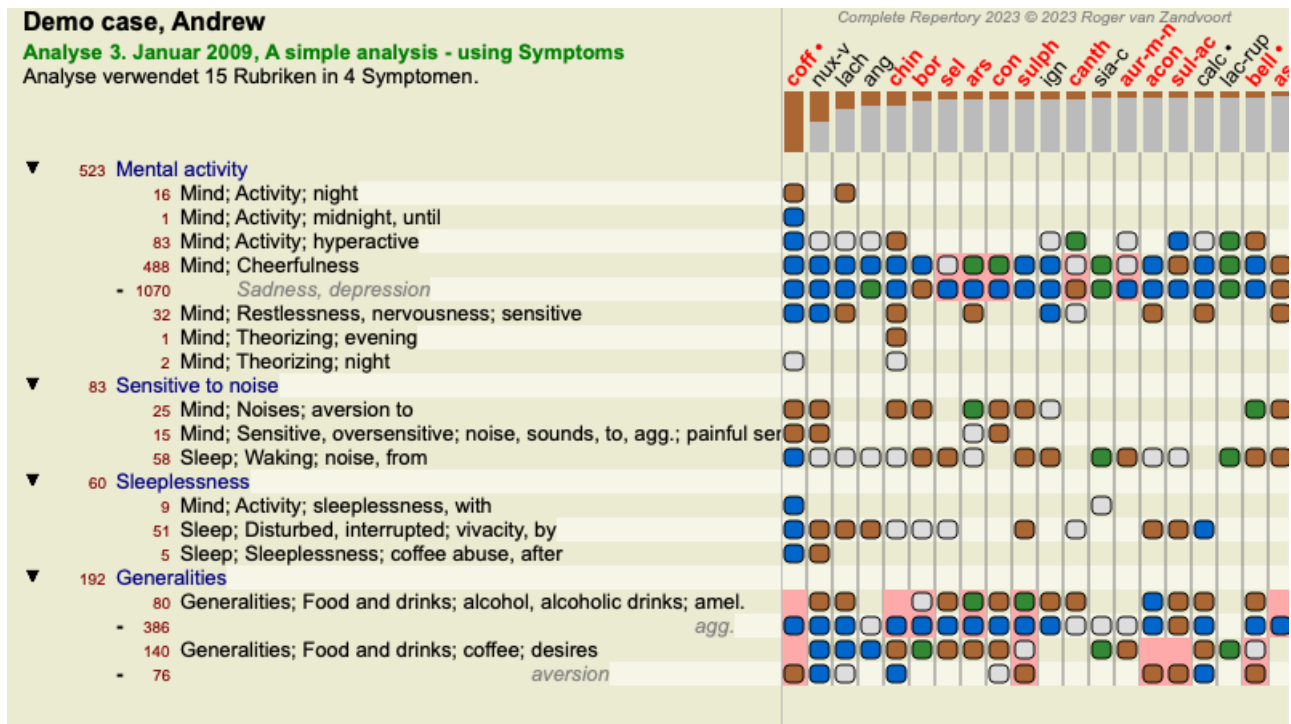 Demo case, Andrew
Complete Repertory 2023 © 2023 Roger van Zandvoort
Analyse 3. Januar 2009, A simple analysis - using Symptoms
Analyse verwendet 15 Rubriken in 4 Symptomen.
coff • nux-v lach ang chin bor sel ars con sulph ign canth sia-c aur-m-n acon sul-ac calc • lac-rup bell • as
▼ 523 Mental activity
16 Mind; Activity; night
1 Mind; Activity; midnight, until
83 Mind; Activity; hyperactive
488 Mind; Cheerfulness
- 1070 Sadness, depression
32 Mind; Restlessness, nervousness; sensitive
1 Mind; Theorizing; evening
2 Mind; Theorizing; night
▼ 83 Sensitive to noise
25 Mind; Noises; aversion to
15 Mind; Sensitive, oversensitive; noise, sounds, to, agg.; painful ser
58 Sleep; Waking; noise, from
▼ 60 Sleeplessness
9 Mind; Activity; sleeplessness, with
51 Sleep; Disturbed, interrupted; vivacity, by
5 Sleep; Sleeplessness; coffee abuse, after
▼ 192 Generalities
80 Generalities; Food and drinks; alcohol, alcoholic drinks; amel.
- 386 agg.
140 Generalities; Food and drinks; coffee; desires
- 76 aversion